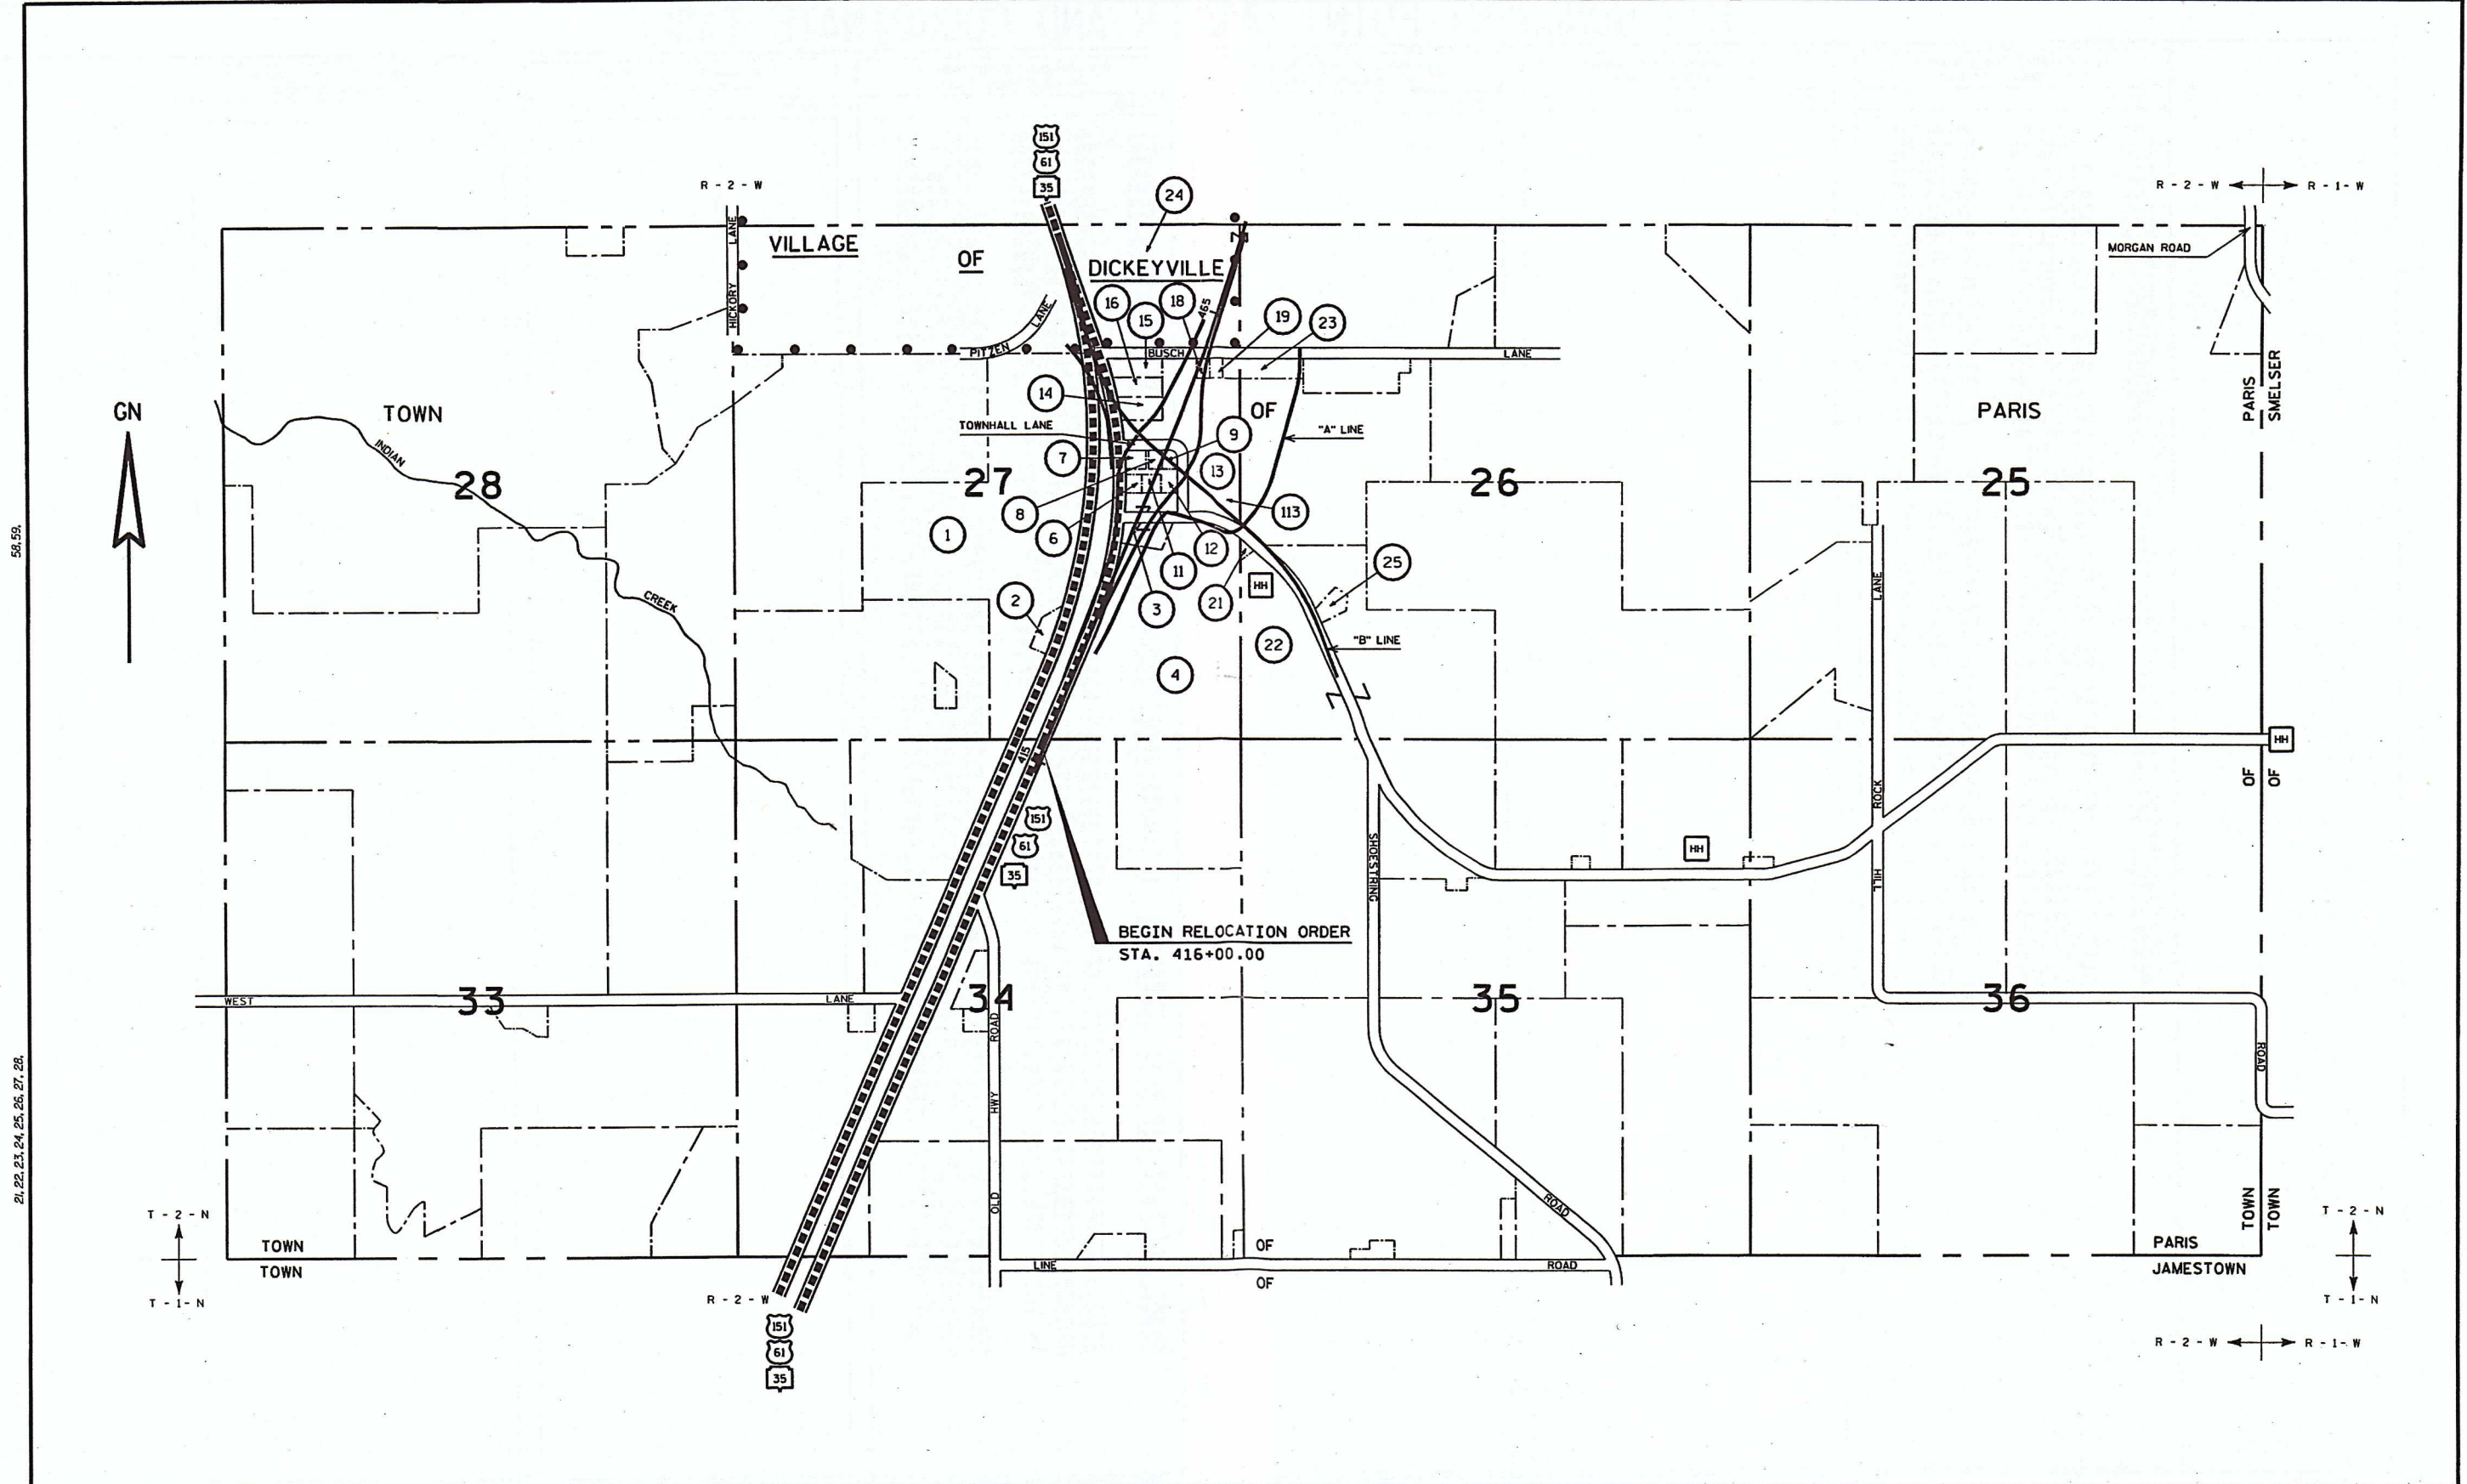 151
61
35
24
R - 2 - W
R - 2 - W
R - 1 - W
HICKORY LANE
VILLAGE OF
DICKEYVILLE
MORGAN ROAD
16
18
15
465
19
23
PITZEN LANE
BUSCH LANE
GN
TOWN
14
OF
PARIS
PARIS
SMELSER
TOWNHALL LANE
9
"A" LINE
INDIAN
7
13
28
27
26
25
8
113
58, 59,
1
6
12
25
11
HH
CREEK
2
3
21
LANE
22
"B" LINE
4
415
HH
OF
OF
151
61
35
ROCK
SHOESTRING
HH
HILL
BEGIN RELOCATION ORDER
STA. 416+00.00
WEST LANE
33
34
35
36
ROAD
ROAD
21, 22, 23, 24, 25, 26, 27, 28,
HWY
OLD
ROAD
T - 2 - N
TOWN
TOWN
T - 1 - N
TOWN
TOWN
T - 2 - N
OF
PARIS
LINE ROAD
OF
JAMESTOWN
T - 1 - N
R - 2 - W
151
61
35
R - 2 - W
R - 1 - W